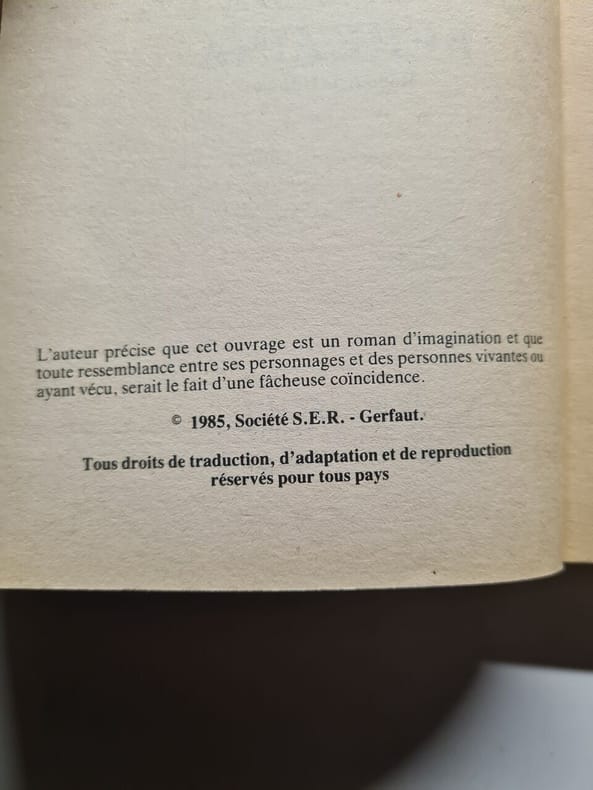 L'auteur précise que cet ouvrage est un roman d'imagination et que
toute ressemblance entre ses personnages et des personnes vivantes ou
ayant vécu, serait le fait d'une fâcheuse coïncidence.
© 1985, Société S.E.R. - Gerfaut.
Tous droits de traduction, d'adaptation et de reproduction
réservés pour tous pays